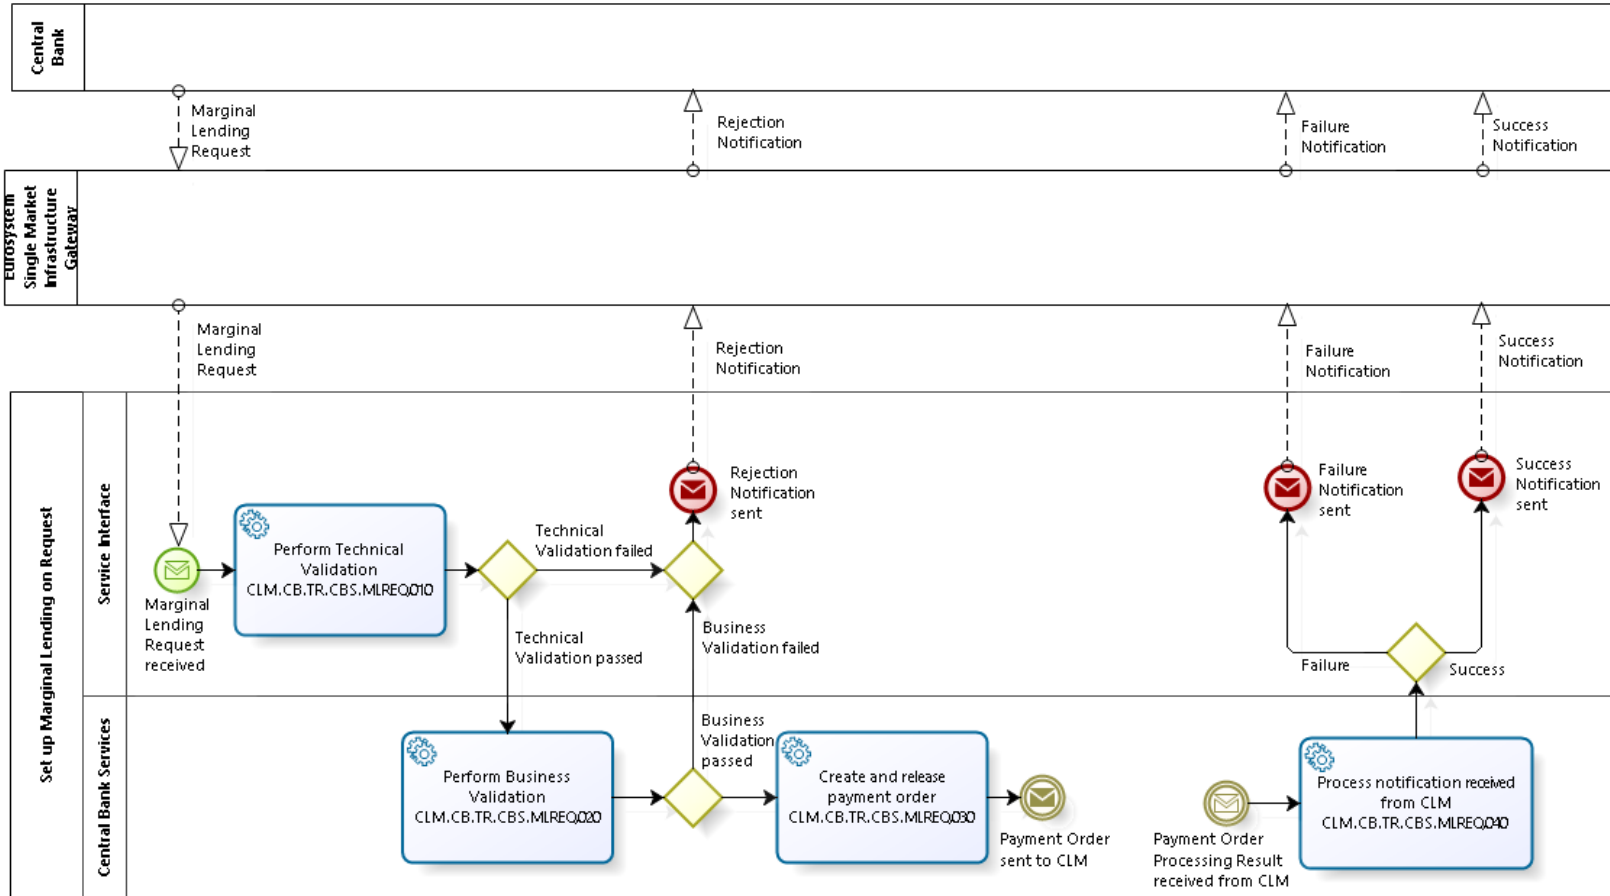 Central
Bank
Marginal
Lending
Request
Rejection
Notification
Failure
Notification
Success
Notification
Eurosystem
Single Market
Infrastructure
Gateway
Marginal
Lending
Request
Rejection
Notification
Failure
Notification
Success
Notification
Set up Marginal Lending on Request
Service Interface
Marginal
Lending
Request
received
Perform Technical
Validation
CLM.CB.TR.CBS.MLREQ.010
Technical
Validation failed
Technical
Validation passed
Rejection
Notification
sent
Business
Validation failed
Failure
Notification
sent
Success
Notification
sent
Failure
Success
Central Bank Services
Perform Business
Validation
CLM.CB.TR.CBS.MLREQ.020
Business
Validation
passed
Create and release
payment order
CLM.CB.TR.CBS.MLREQ.030
Payment Order
sent to CLM
Payment Order
Processing Result
received from CLM
Process notification received
from CLM
CLM.CB.TR.CBS.MLREQ.040